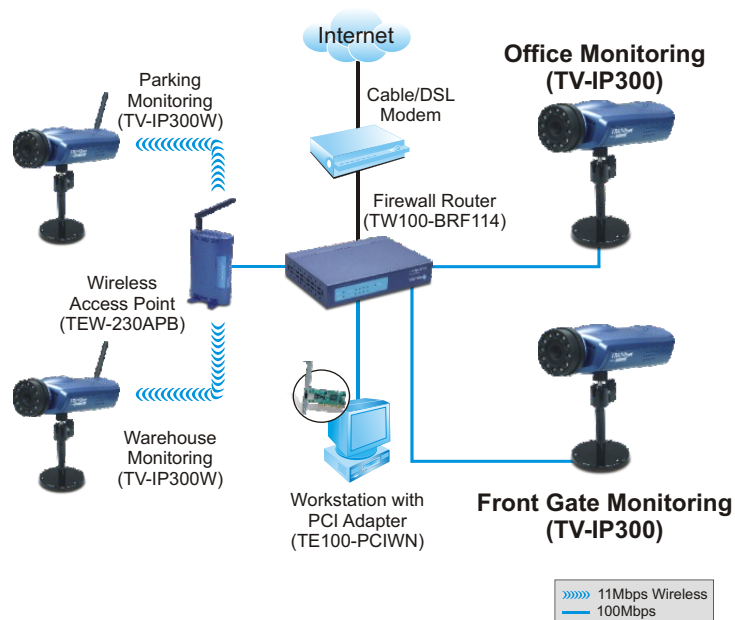 Internet
Office Monitoring
(TV-IP300)
Parking
Monitoring
(TV-IP300W)
Cable/DSL
Modem
Firewall Router
(TW100-BRF114)
Wireless
Access Point
(TEW-230APB)
Warehouse
Monitoring
(TV-IP300W)
Workstation with
PCI Adapter
(TE100-PCIWN)
Front Gate Monitoring
(TV-IP300)
11Mbps Wireless
100Mbps